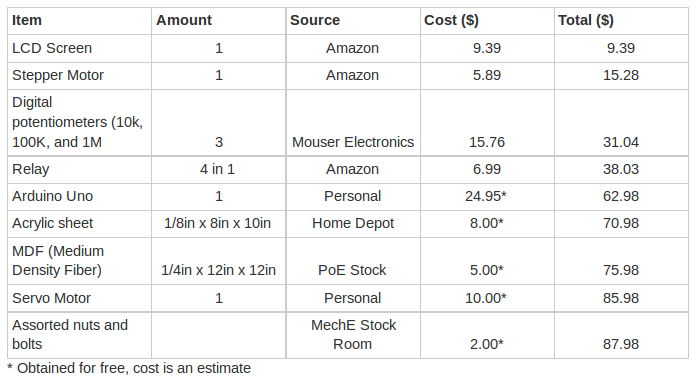 Item Amount Source Cost ($) Total ($)
LCD Screen 1 Amazon 9.39 9.39
Stepper Motor 1 Amazon 5.89 15.28
Digital
potentiometers (10k,
100K, and 1M 3 Mouser Electronics 15.76 31.04
Relay 4 in 1 Amazon 6.99 38.03
Arduino Uno 1 Personal 24.95* 62.98
Acrylic sheet 1/8in x 8in x 10in Home Depot 8.00* 70.98
MDF (Medium
Density Fiber) 1/4in x 12in x 12in PoE Stock 5.00* 75.98
Servo Motor 1 Personal 10.00* 85.98
Assorted nuts and MechE Stock
bolts Room 2.00* 87.98
* Obtained for free, cost is an estimate